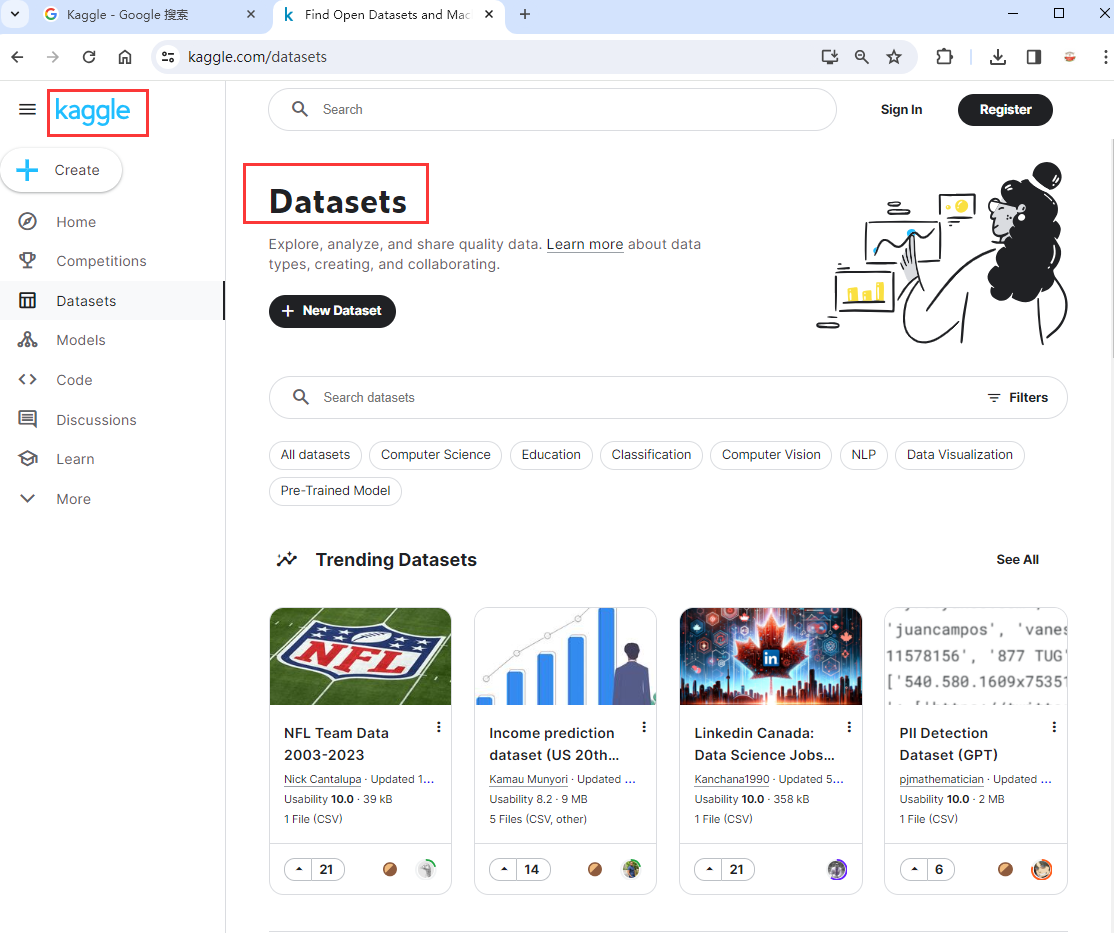 Kaggle - Google 搜索
Find Open Datasets and Mac
kaggle.com/datasets
kaggle
Search
Sign In
Register
Create
Home
Competitions
Datasets
Models
Code
Discussions
Learn
More
Datasets
Explore, analyze, and share quality data. Learn more about data
types, creating, and collaborating.
New Dataset
Search datasets
Filters
All datasets
Computer Science
Education
Classification
Computer Vision
NLP
Data Visualization
Pre-Trained Model
Trending Datasets
See All
NFL
NFL Team Data
2003-2023
Nick Cantalupa · Updated 1...
Usability 10.0 · 39 kB
1 File (CSV)
21
Income prediction
dataset (US 20th...
Kamau Munyori · Updated ...
Usability 8.2 · 9 MB
5 Files (CSV, other)
14
in
Linkedin Canada:
Data Science Jobs...
Kanchana1990 · Updated 5...
Usability 10.0 · 358 kB
1 File (CSV)
21
'juancampos', 'vanes
11578156', '877 TUG'
['540.580.1609x75351
PII Detection
Dataset (GPT)
pjmathematician · Updated ...
Usability 10.0 · 2 MB
1 File (CSV)
6